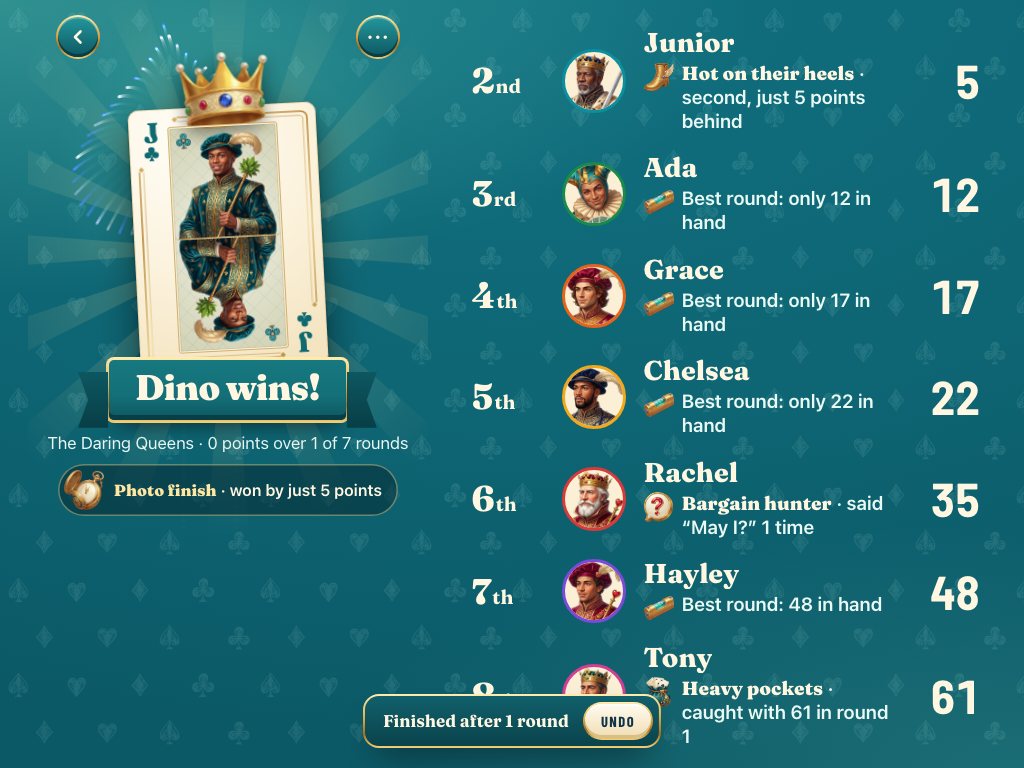 J
Dino wins!
The Daring Queens · 0 points over 1 of 7 rounds
Photo finish · won by just 5 points
2nd
Junior
Hot on their heels ·
second, just 5 points
behind
5
3rd
Ada
Best round: only 12 in
hand
12
4th
Grace
Best round: only 17 in
hand
17
5th
Chelsea
Best round: only 22 in
hand
22
6th
Rachel
Bargain hunter · said
“May I?” 1 time
35
7th
Hayley
Best round: 48 in hand
48
Tony
Heavy pockets ·
caught with 61 in round
1
61
Finished after 1 round
UNDO